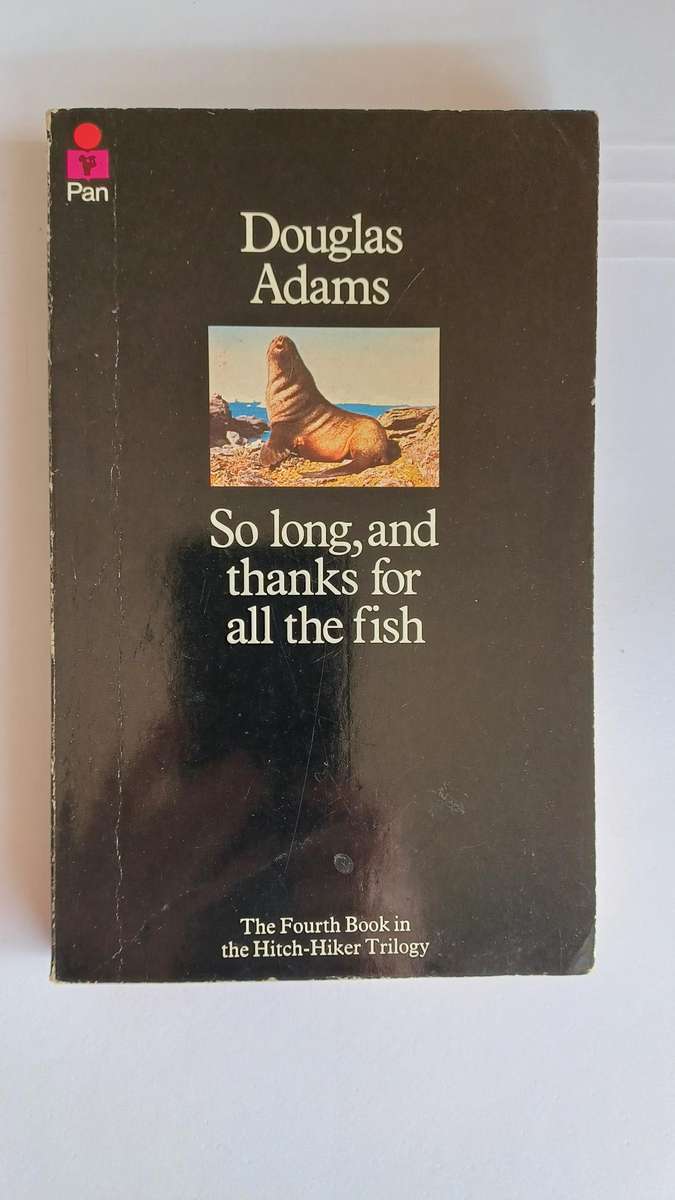 Pan
Douglas
Adams
So long, and
thanks for
all the fish
The Fourth Book in
the Hitch-Hiker Trilogy